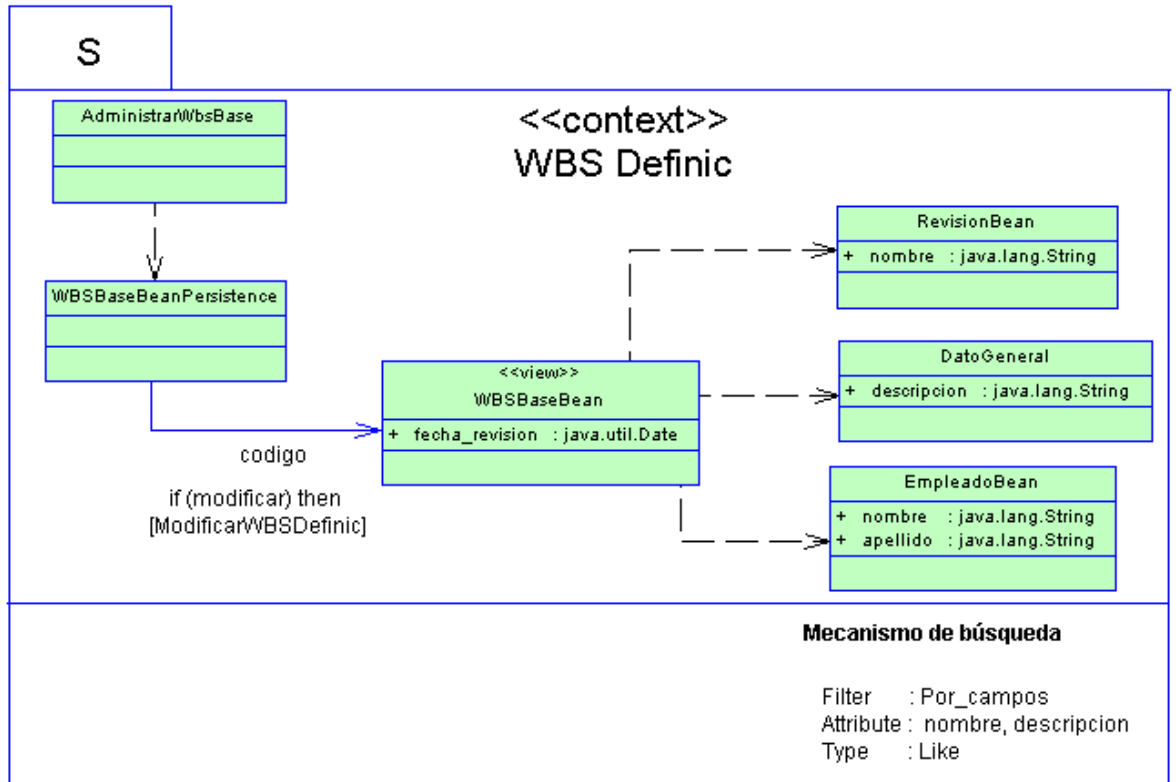 S
<<context>>
WBS Definic
AdministrarWbsBase
WBSBaseBeanPersistence
codigo
if (modificar) then
[ModificarWBSDefinic]
<<view>>
WBSBaseBean
+ fecha_revision : java.util.Date
RevisionBean
+ nombre : java.lang.String
DatoGeneral
+ descripcion : java.lang.String
EmpleadoBean
+ nombre : java.lang.String
+ apellido : java.lang.String
Mecanismo de búsqueda
Filter : Por_campos
Attribute : nombre, descripcion
Type : Like